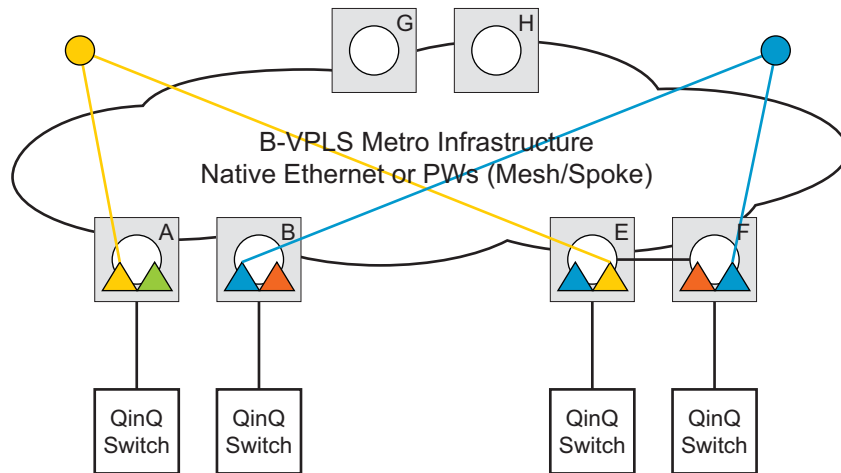 G
H
B-VPLS Metro Infrastructure
Native Ethernet or PWs (Mesh/Spoke)
A
B
E
F
QinQ
Switch
QinQ
Switch
QinQ
Switch
QinQ
Switch